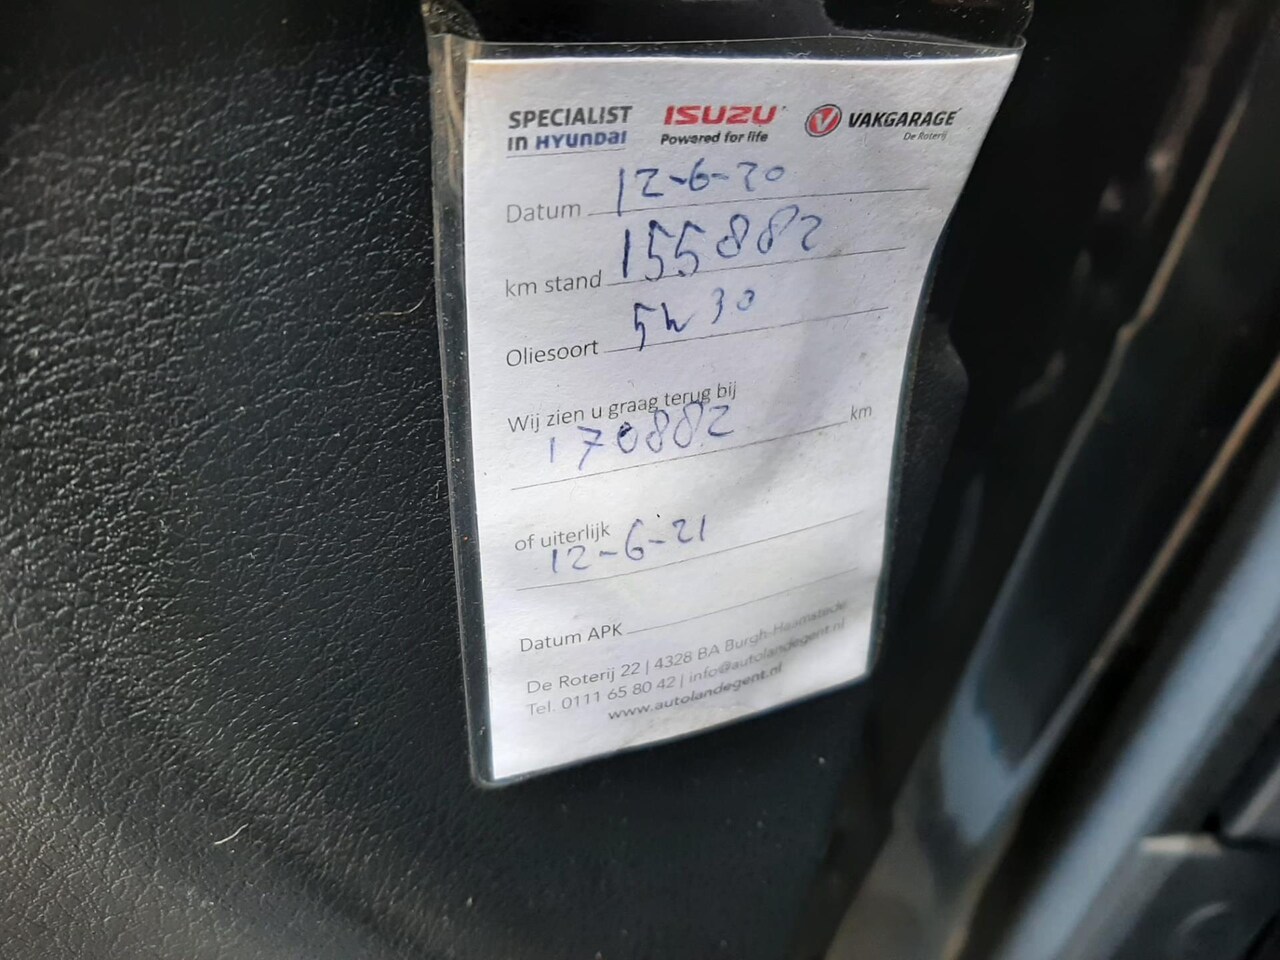 SPECIALIST in HYUNDAI
ISUZU Powered for life
VAKGARAGE De Roterij
Datum 12-6-20
km stand 155882
Oliesoort 5W30
Wij zien u graag terug bij
170882 km
of uiterlijk
12-6-21
Datum APK
De Roterij 22 | 4328 BA Burgh-Haamstede
Tel. 0111 65 80 42 | info@autolandegent.nl
www.autolandegent.nl